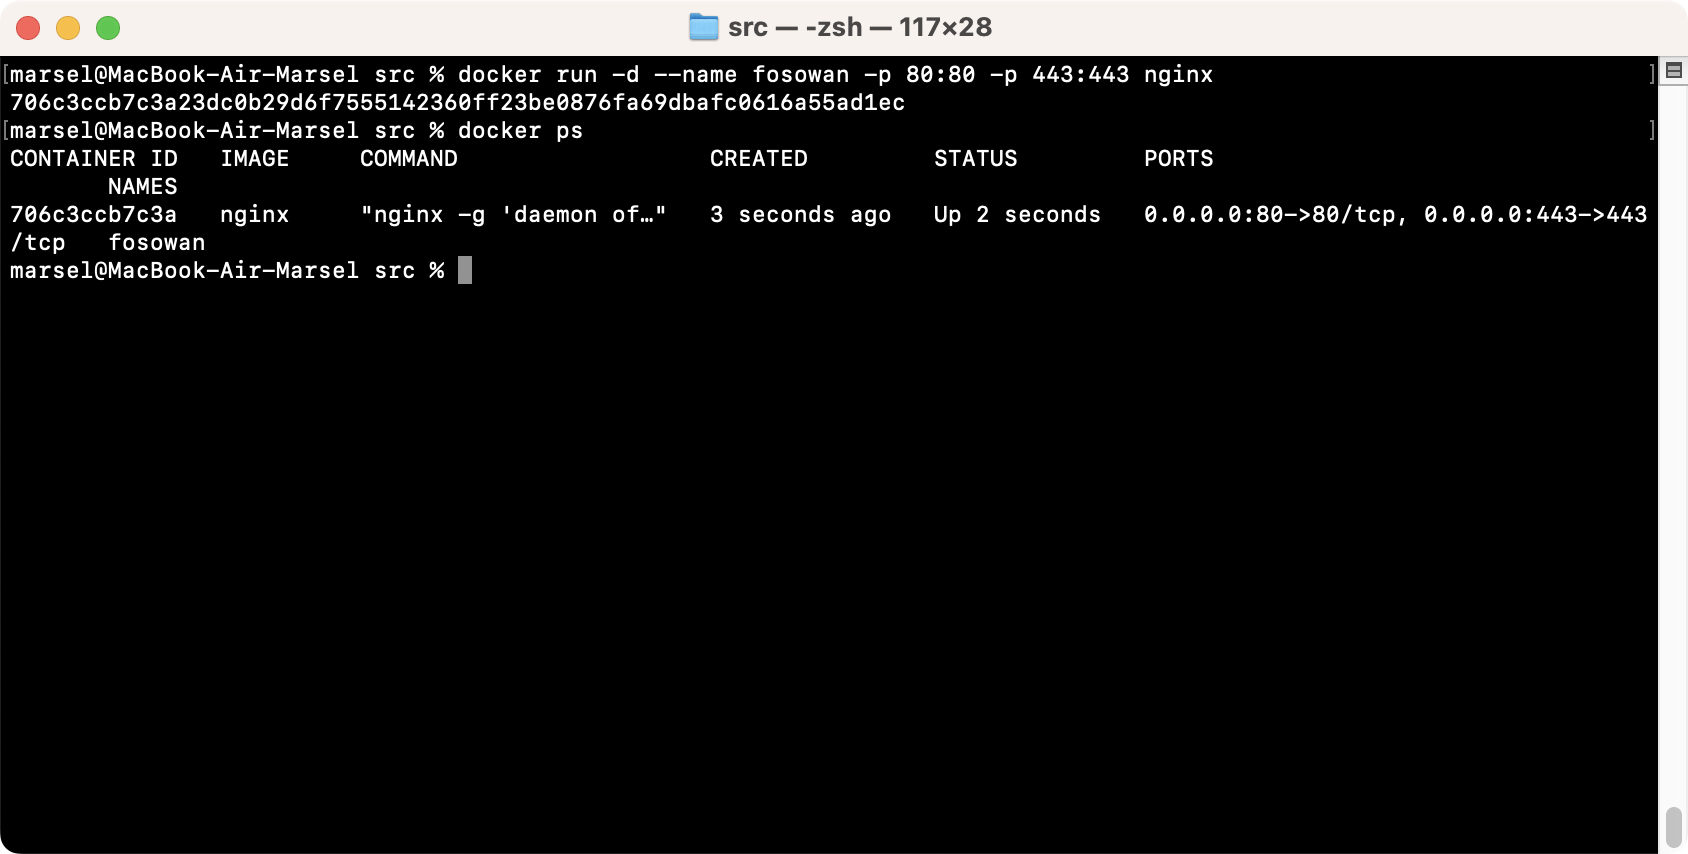 src — -zsh — 117×28
[marsel@MacBook-Air-Marsel src % docker run -d --name fosowan -p 80:80 -p 443:443 nginx ]
706c3ccb7c3a23dc0b29d6f7555142360ff23be0876fa69dbafc0616a55ad1ec
[marsel@MacBook-Air-Marsel src % docker ps ]
CONTAINER ID   IMAGE     COMMAND                  CREATED         STATUS         PORTS
       NAMES
706c3ccb7c3a   nginx     "nginx -g 'daemon of…"   3 seconds ago   Up 2 seconds   0.0.0.0:80->80/tcp, 0.0.0.0:443->443
/tcp   fosowan
marsel@MacBook-Air-Marsel src %